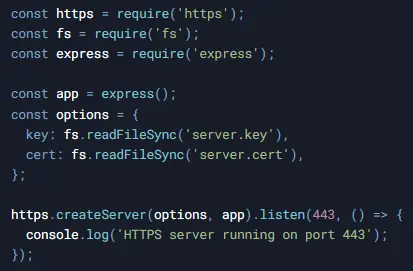 const https = require('https');
const fs = require('fs');
const express = require('express');

const app = express();
const options = {
  key: fs.readFileSync('server.key'),
  cert: fs.readFileSync('server.cert'),
};

https.createServer(options, app).listen(443, () => {
  console.log('HTTPS server running on port 443');
});